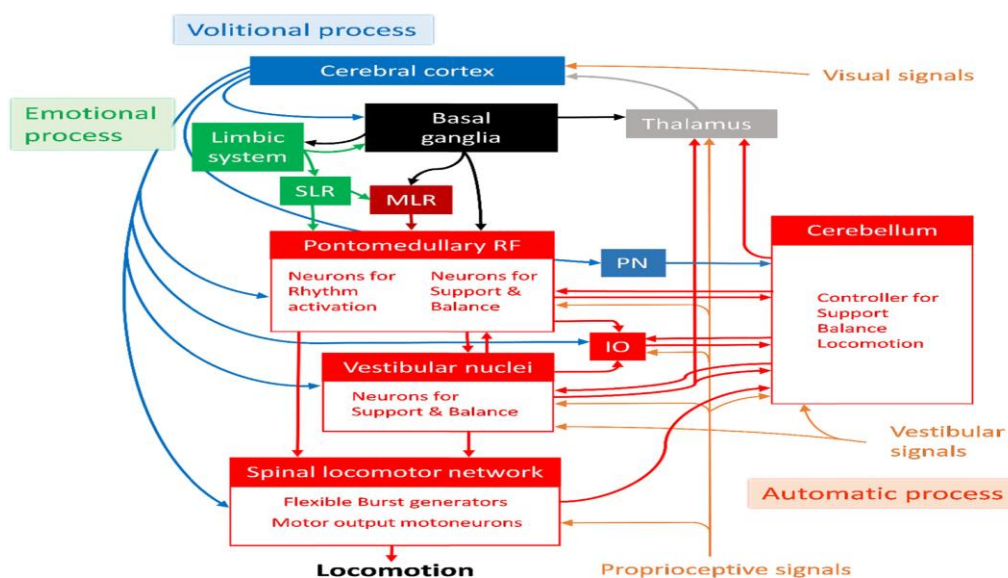 Volitional process
Cerebral cortex
Visual signals
Emotional
process
Basal
ganglia
Thalamus
Limbic
system
SLR
MLR
Pontomedullary RF
Neurons for
Rhythm
activation
Neurons for
Support & Balance
PN
Cerebellum
Controller for
Support
Balance
Locomotion
IO
Vestibular nuclei
Neurons for
Support & Balance
Vestibular
signals
Spinal locomotor network
Flexible Burst generators
Motor output motoneurons
Automatic process
Locomotion
Proprioceptive signals